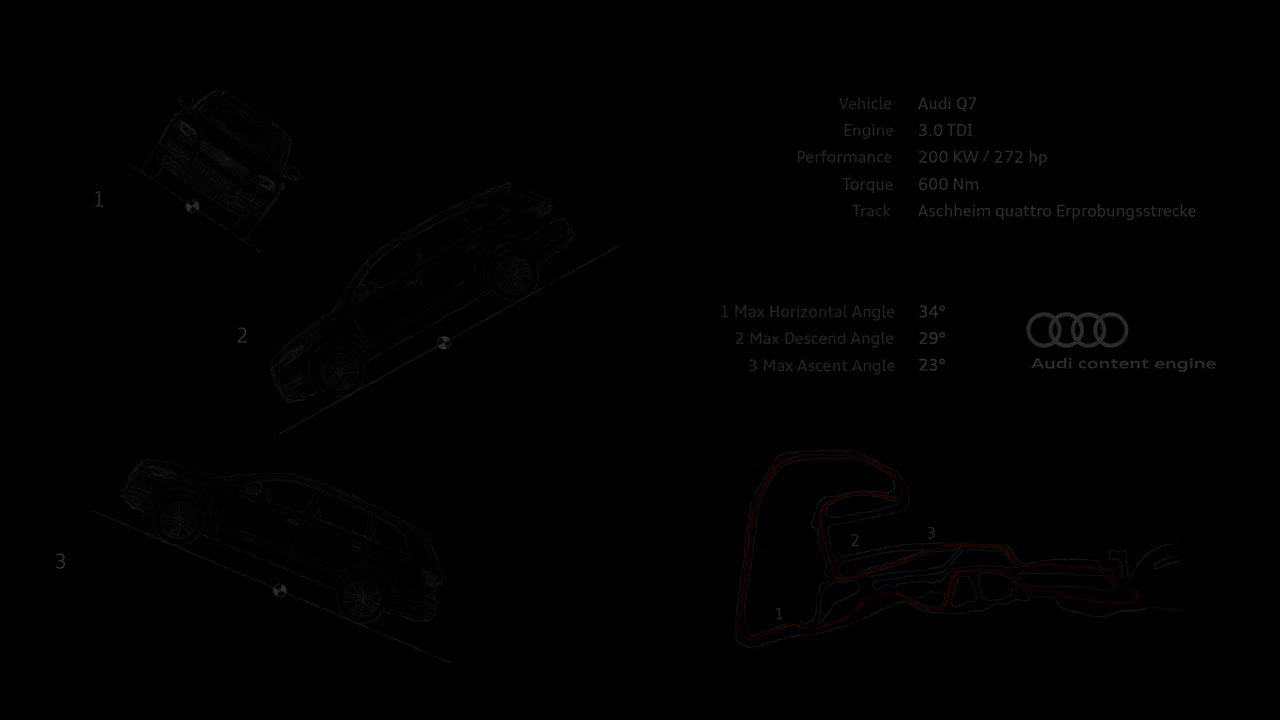 Vehicle Audi Q7
Engine 3.0 TDI
Performance 200 KW / 272 hp
Torque 600 Nm
Track Aschheim quattro Erprobungsstrecke
1 Max Horizontal Angle 34°
2 Max Descend Angle 29°
3 Max Ascent Angle 23°
Audi content engine
1
2
3
2
3
1